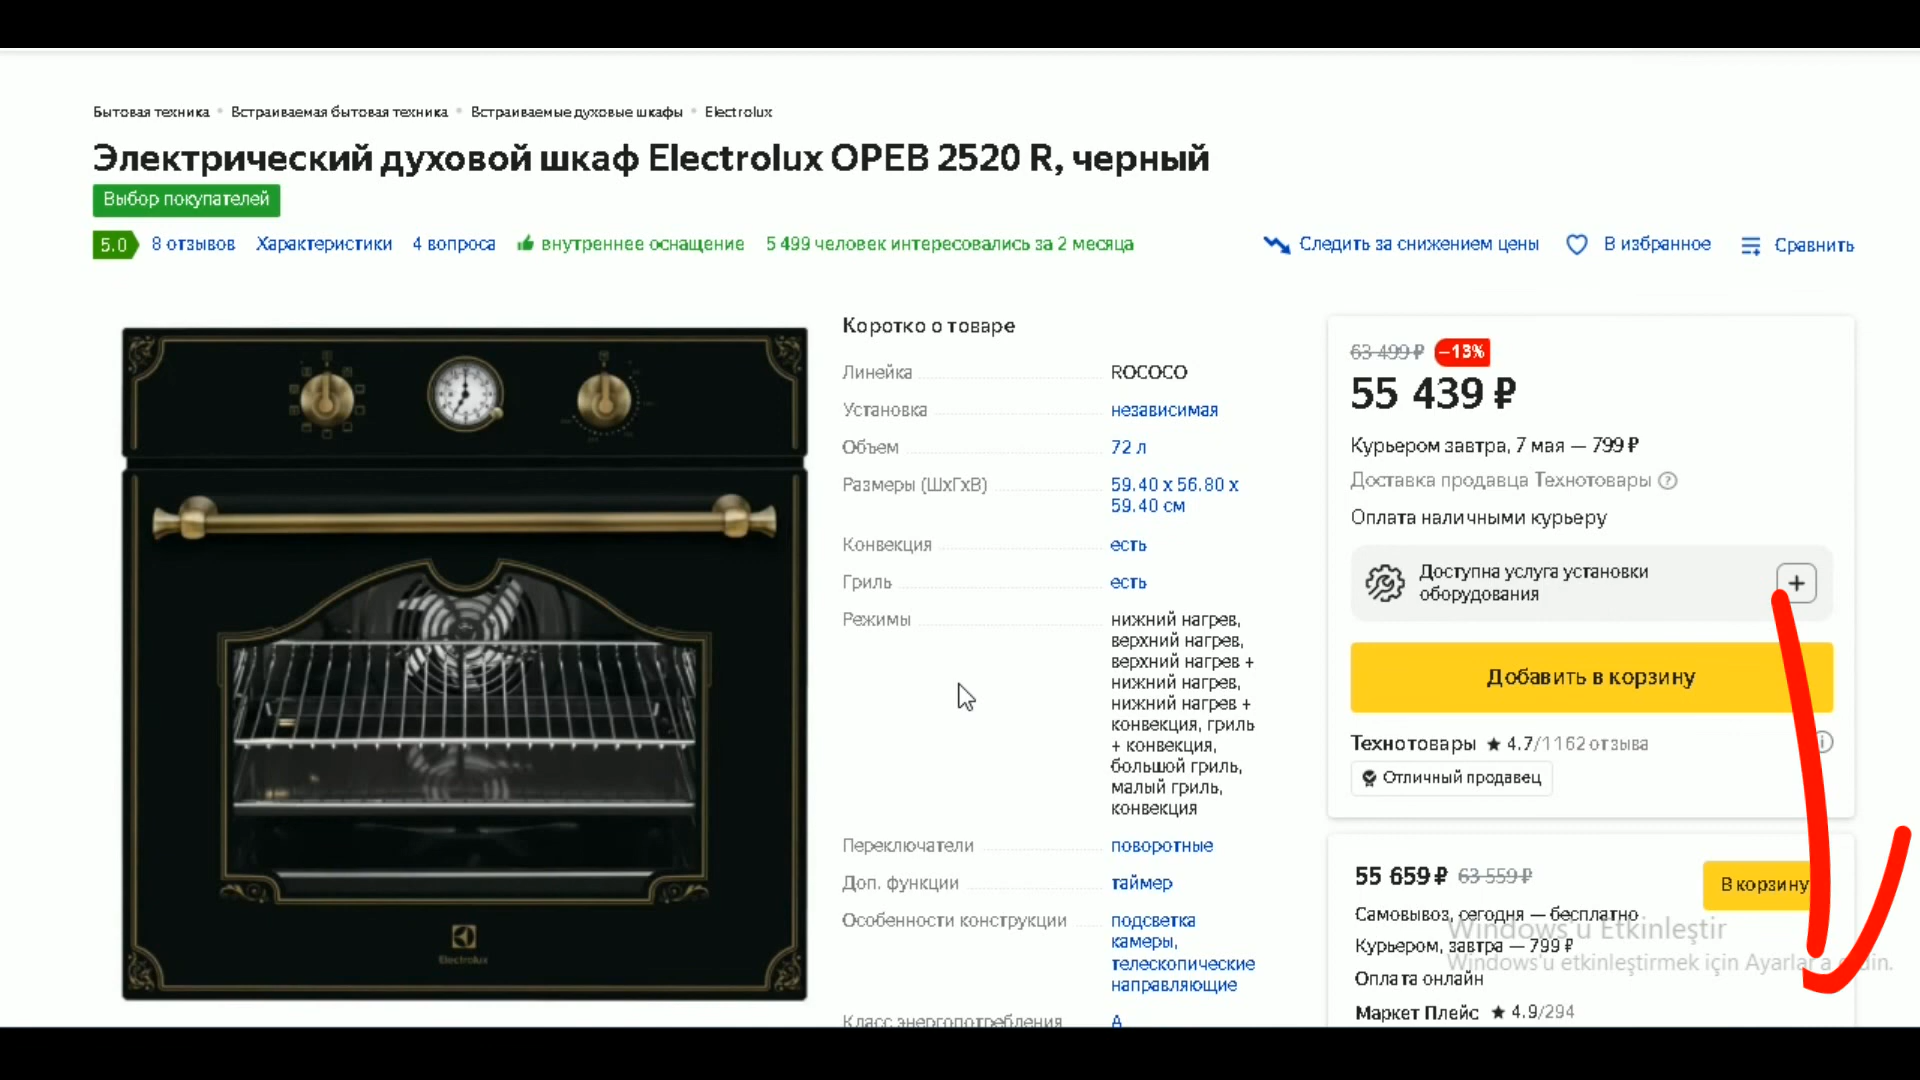 Бытовая техника • Встраиваемая бытовая техника • Встраиваемые духовые шкафы • Electrolux
Электрический духовой шкаф Electrolux OPEB 2520 R, черный
Выбор покупателей
5.0 8 отзывов Характеристики 4 вопроса внутреннее оснащение 5 499 человек интересовались за 2 месяца
Следить за снижением цены В избранное Сравнить
Electrolux
Коротко о товаре
Линейка ROCOCO
Установка независимая
Объем 72 л
Размеры (ШхГхВ) 59.40 x 56.80 x
59.40 см
Конвекция есть
Гриль есть
Режимы нижний нагрев,
верхний нагрев,
верхний нагрев +
нижний нагрев,
нижний нагрев +
конвекция, гриль
+ конвекция,
большой гриль,
малый гриль,
конвекция
Переключатели поворотные
Доп. функции таймер
Особенности конструкции подсветка
камеры,
телескопические
направляющие
Класс энергопотребления A
63 499 ₽ −13%
55 439 ₽
Курьером завтра, 7 мая — 799 ₽
Доставка продавца Технотовары ?
Оплата наличными курьеру
Доступна услуга установки
оборудования
+
Добавить в корзину
Технотовары ★ 4.7/1162 отзыва
Отличный продавец
55 659 ₽ 63 559 ₽
В корзину
Самовывоз, сегодня — бесплатно
Курьером, завтра — 799 ₽
Оплата онлайн
Маркет Плейс ★ 4.9/294
Windows'u Etkinleştir
Windows'u etkinleştirmek için Ayarlar'a